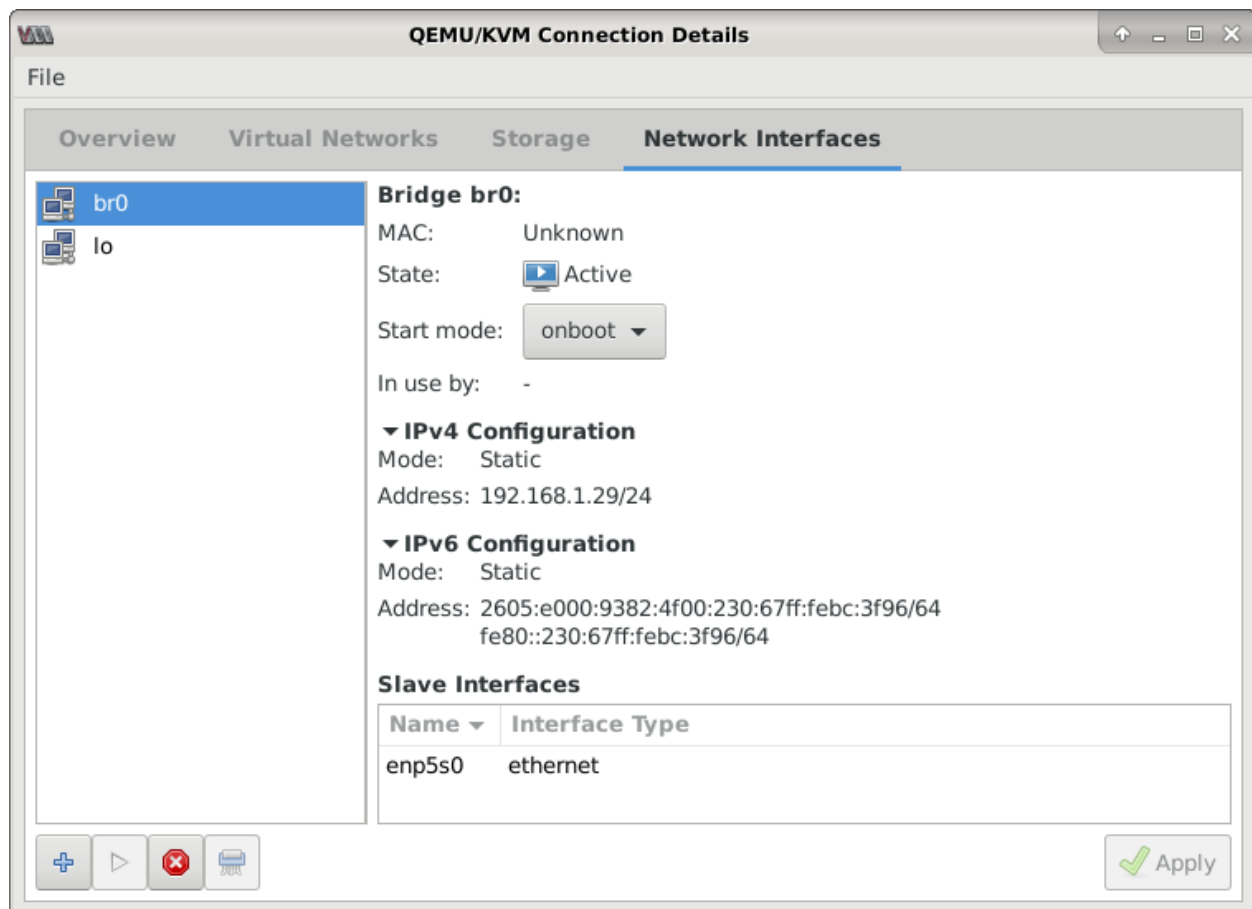 QEMU/KVM Connection Details
File
Overview Virtual Networks Storage Network Interfaces
br0
lo
Bridge br0:
MAC: Unknown
State: Active
Start mode: onboot
In use by: -
IPv4 Configuration
Mode: Static
Address: 192.168.1.29/24
IPv6 Configuration
Mode: Static
Address: 2605:e000:9382:4f00:230:67ff:febc:3f96/64
fe80::230:67ff:febc:3f96/64
Slave Interfaces
Name Interface Type
enp5s0 ethernet
Apply